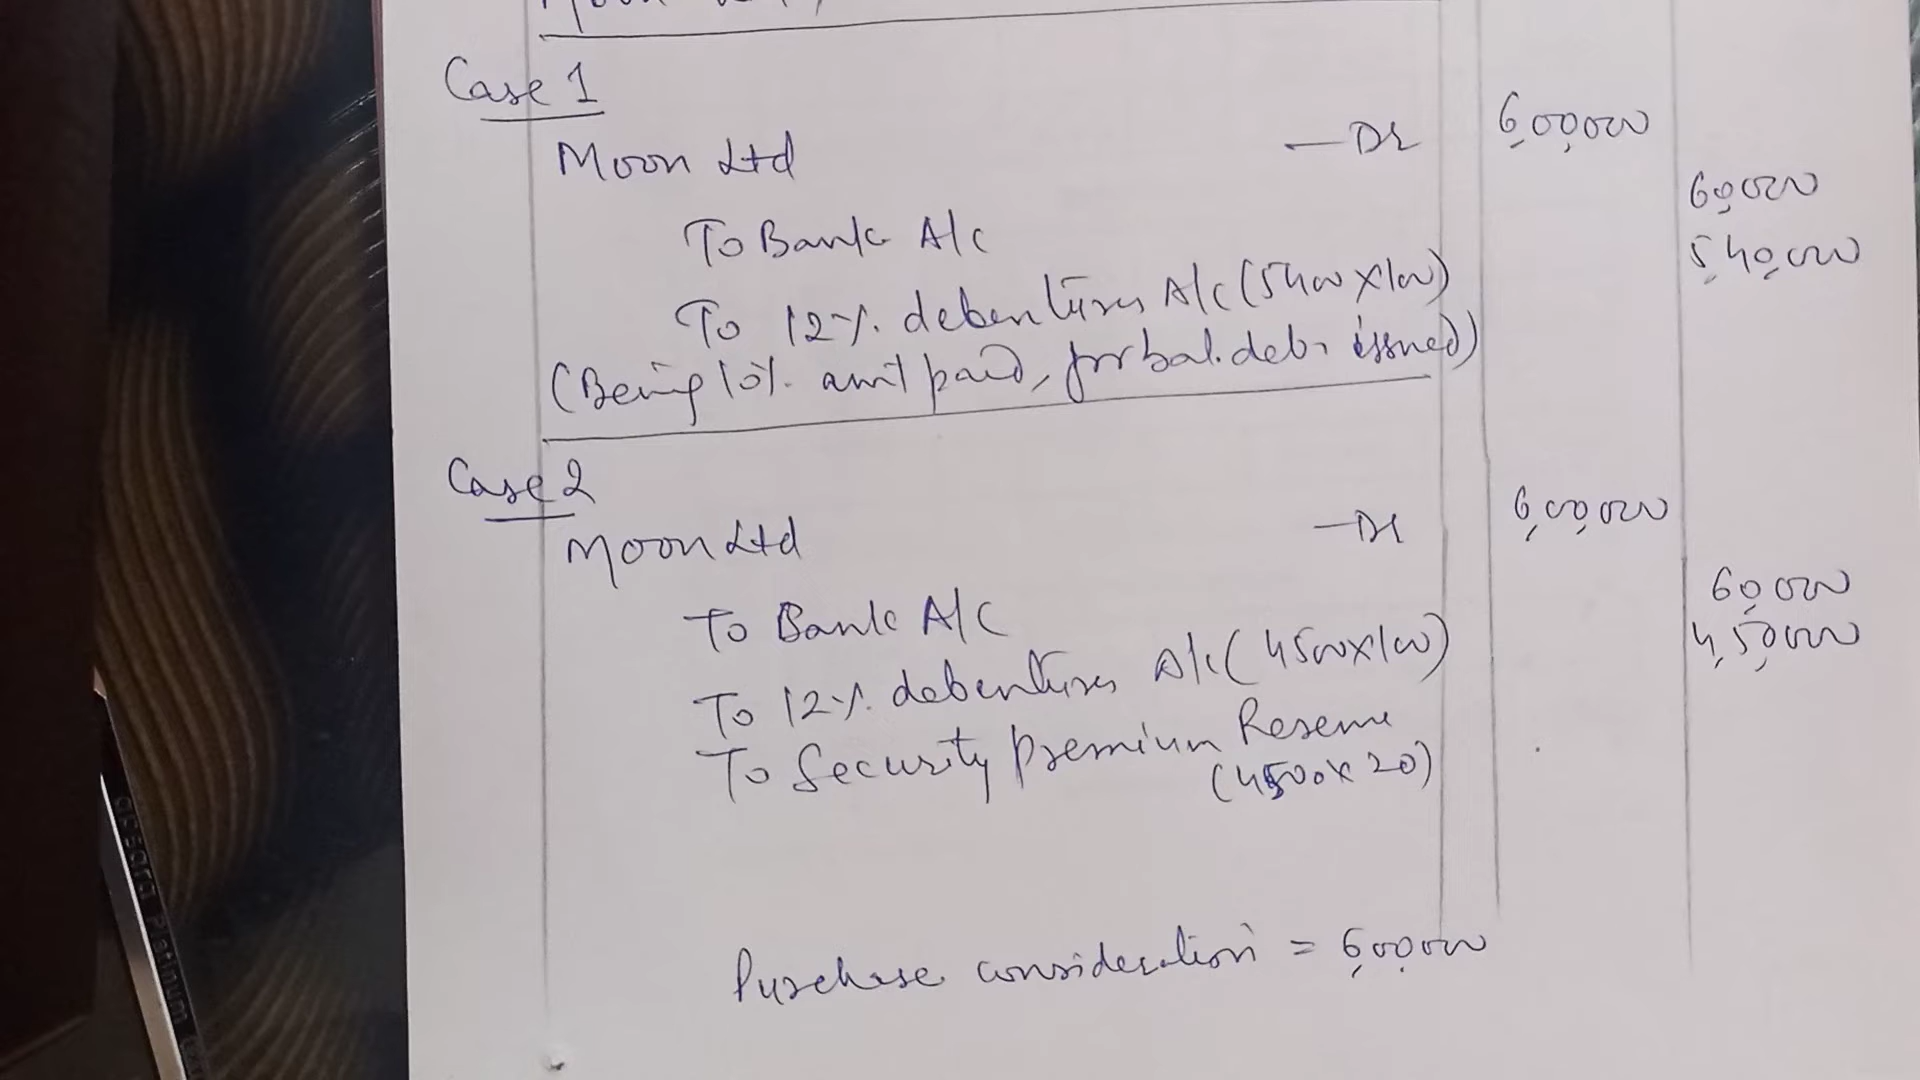 Case 1
Moon Ltd — Dr 6,00,000
To Bank A/c 60,000
To 12% debentures A/c (5400 X 100) 5,40,000
(Being 10% amt paid, for bal. deb. issued)
Case 2
Moon Ltd — Dr 6,00,000
To Bank A/C 60,000
To 12% debentures A/c (4500 X 100) 4,50,000
To Security premium Reserve
(4500 X 20)
Purchase consideration = 6,00,000